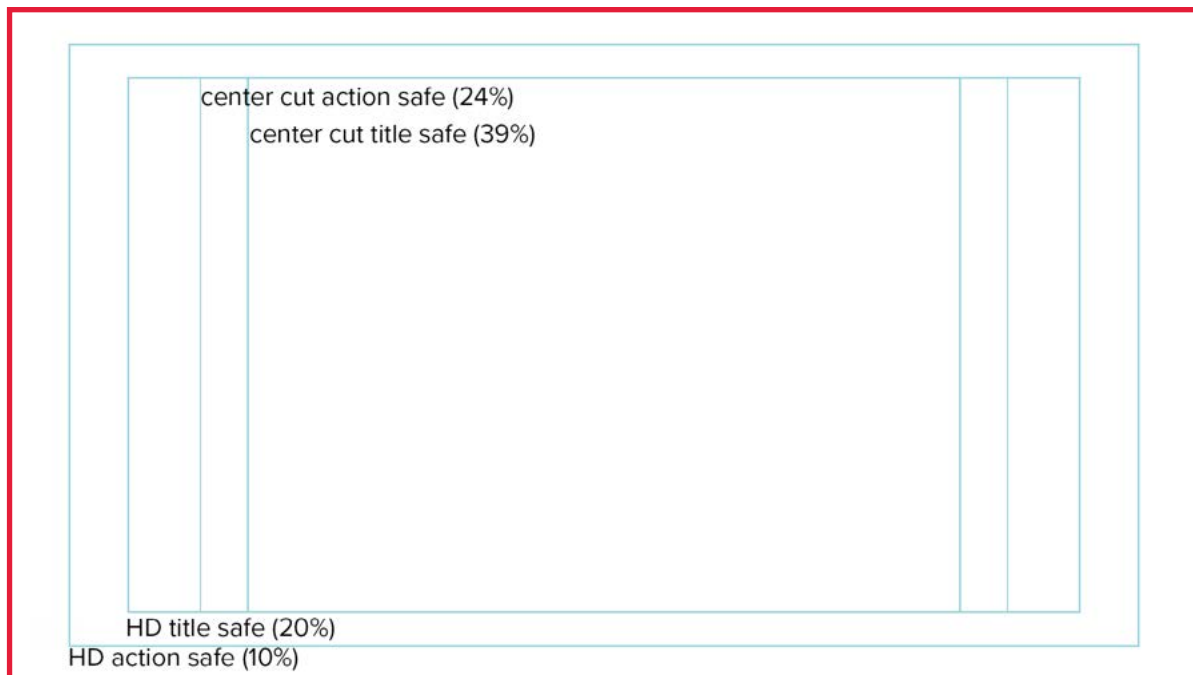 center cut action safe (24%)
center cut title safe (39%)
HD title safe (20%)
HD action safe (10%)